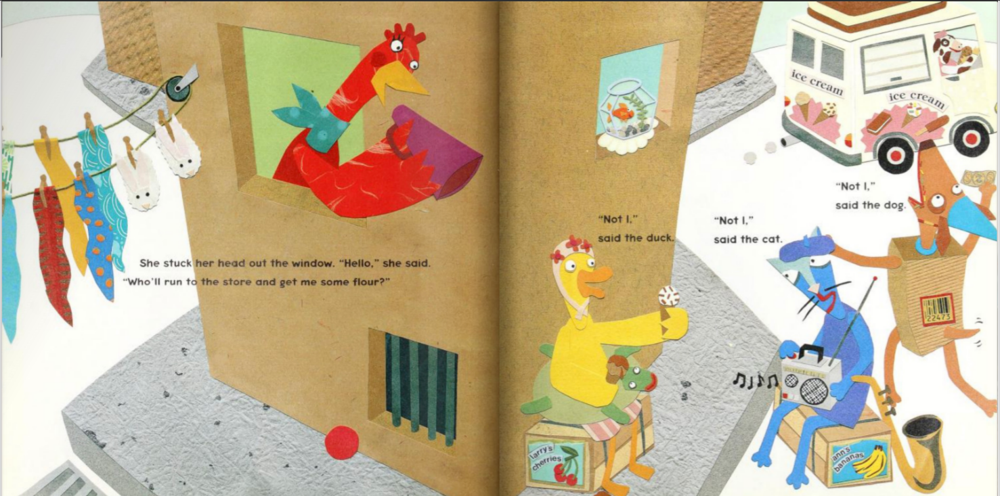 She stuck her head out the window. “Hello,” she said.
“Who’ll run to the store and get me some flour?”
“Not I,”
said the duck.
“Not I,”
said the cat.
“Not I,”
said the dog.
ice cream
ice cream
22473
larry's
cherries
ann's
bananas